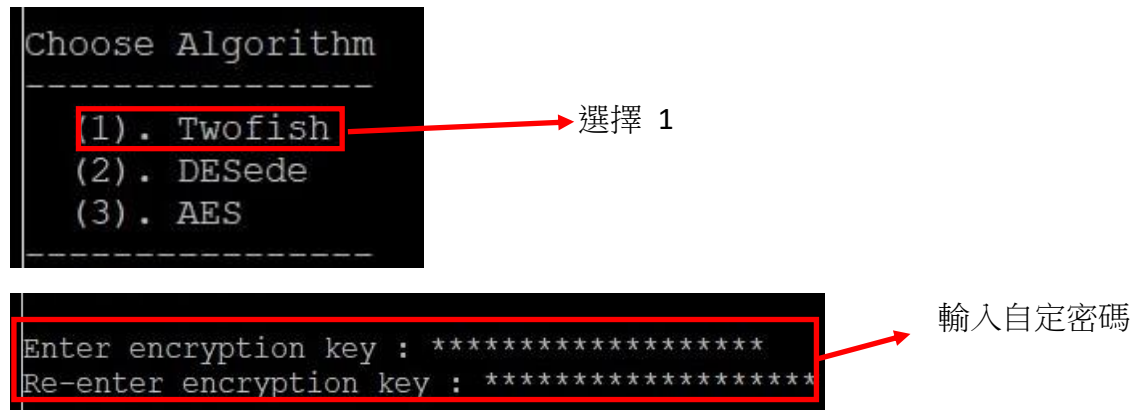 Choose Algorithm
----------------
(1). Twofish
選擇 1
(2). DESede
(3). AES
----------------
輸入自定密碼
Enter encryption key : *******************
Re-enter encryption key : *******************